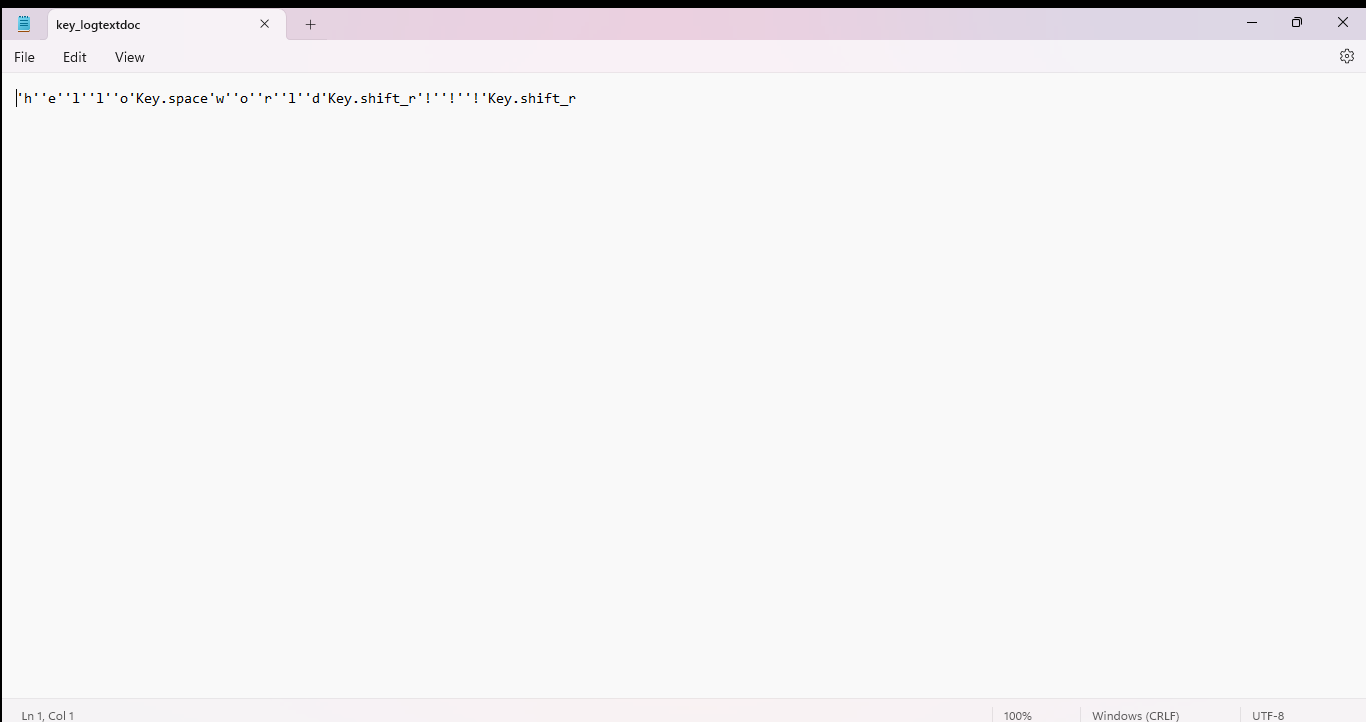 key_logtextdoc
File Edit View
'h''e''l''l''o'Key.space'w''o''r''l''d'Key.shift_r'!''!''!'Key.shift_r
Ln 1, Col 1 100% Windows (CRLF) UTF-8